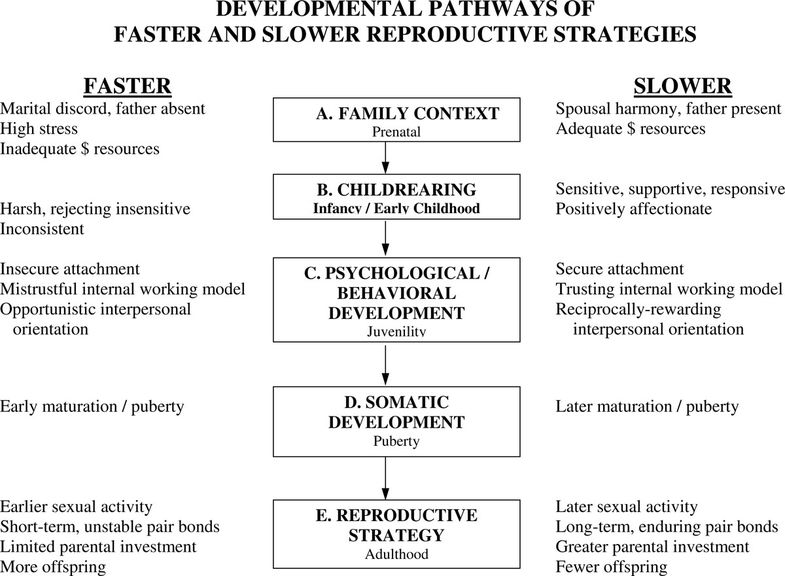 DEVELOPMENTAL PATHWAYS OF
FASTER AND SLOWER REPRODUCTIVE STRATEGIES
FASTER
Marital discord, father absent
High stress
Inadequate $ resources
A. FAMILY CONTEXT
Prenatal
SLOWER
Spousal harmony, father present
Adequate $ resources
Harsh, rejecting insensitive
Inconsistent
B. CHILDREARING
Infancy / Early Childhood
Sensitive, supportive, responsive
Positively affectionate
Insecure attachment
Mistrustful internal working model
Opportunistic interpersonal
orientation
C. PSYCHOLOGICAL /
BEHAVIORAL
DEVELOPMENT
Juvenility
Secure attachment
Trusting internal working model
Reciprocally-rewarding
interpersonal orientation
Early maturation / puberty
D. SOMATIC
DEVELOPMENT
Puberty
Later maturation / puberty
Earlier sexual activity
Short-term, unstable pair bonds
Limited parental investment
More offspring
E. REPRODUCTIVE
STRATEGY
Adulthood
Later sexual activity
Long-term, enduring pair bonds
Greater parental investment
Fewer offspring